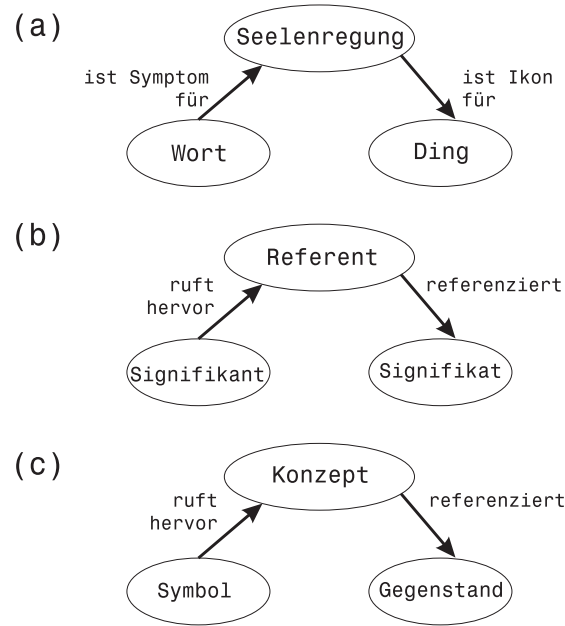 (a)
Seelenregung
ist Symptom
für
ist Ikon
für
Wort
Ding
(b)
Referent
ruft
hervor
referenziert
Signifikant
Signifikat
(c)
Konzept
ruft
hervor
referenziert
Symbol
Gegenstand